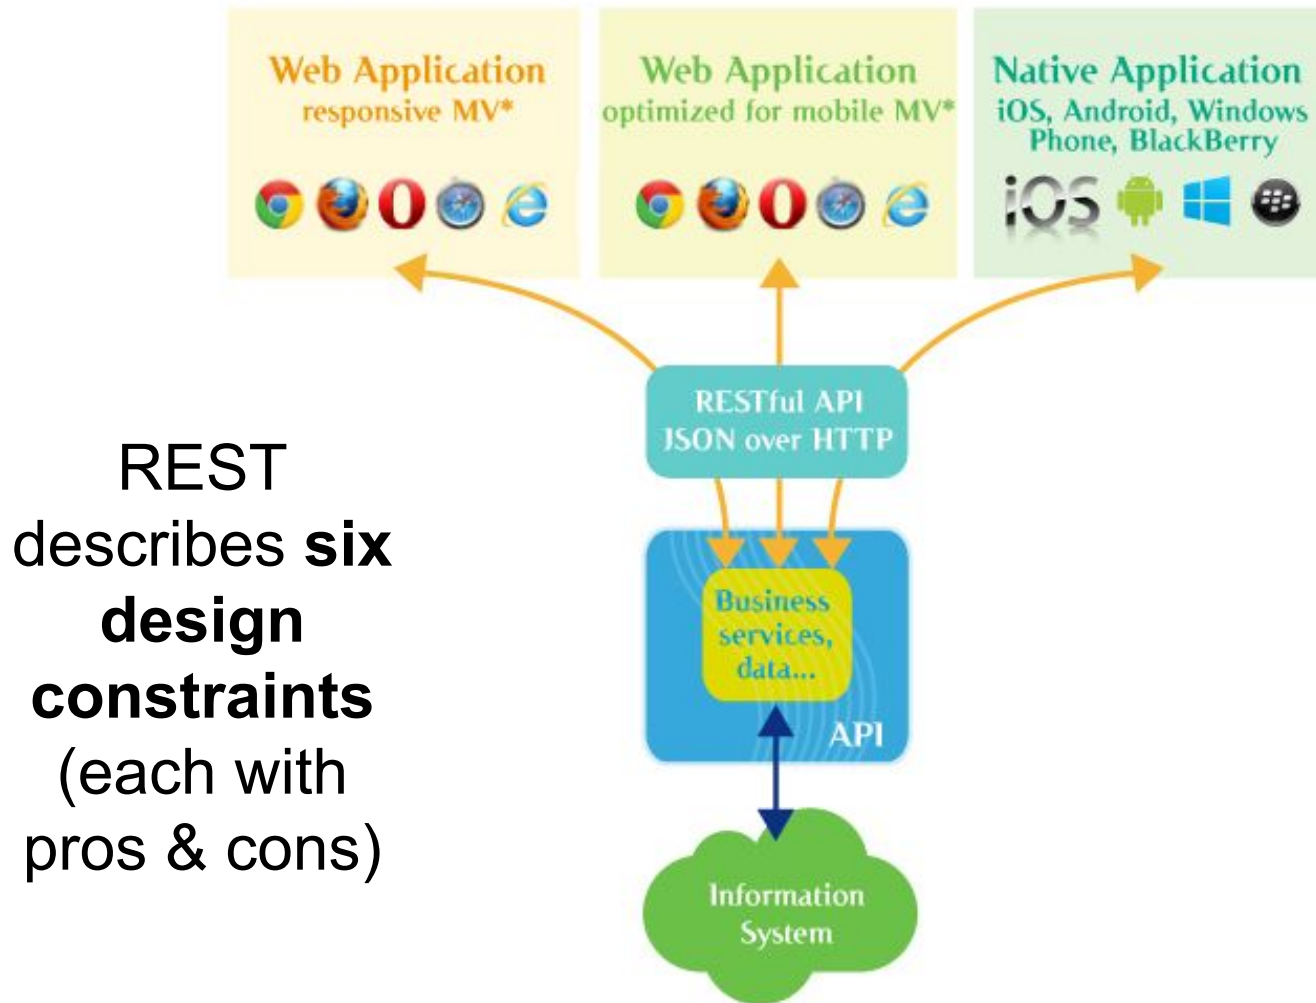 Web Application
responsive MV*
Web Application
optimized for mobile MV*
Native Application
iOS, Android, Windows
Phone, BlackBerry
iOS
RESTful API
JSON over HTTP
REST
describes six
design
constraints
(each with
pros & cons)
Business
services,
data...
API
Information
System